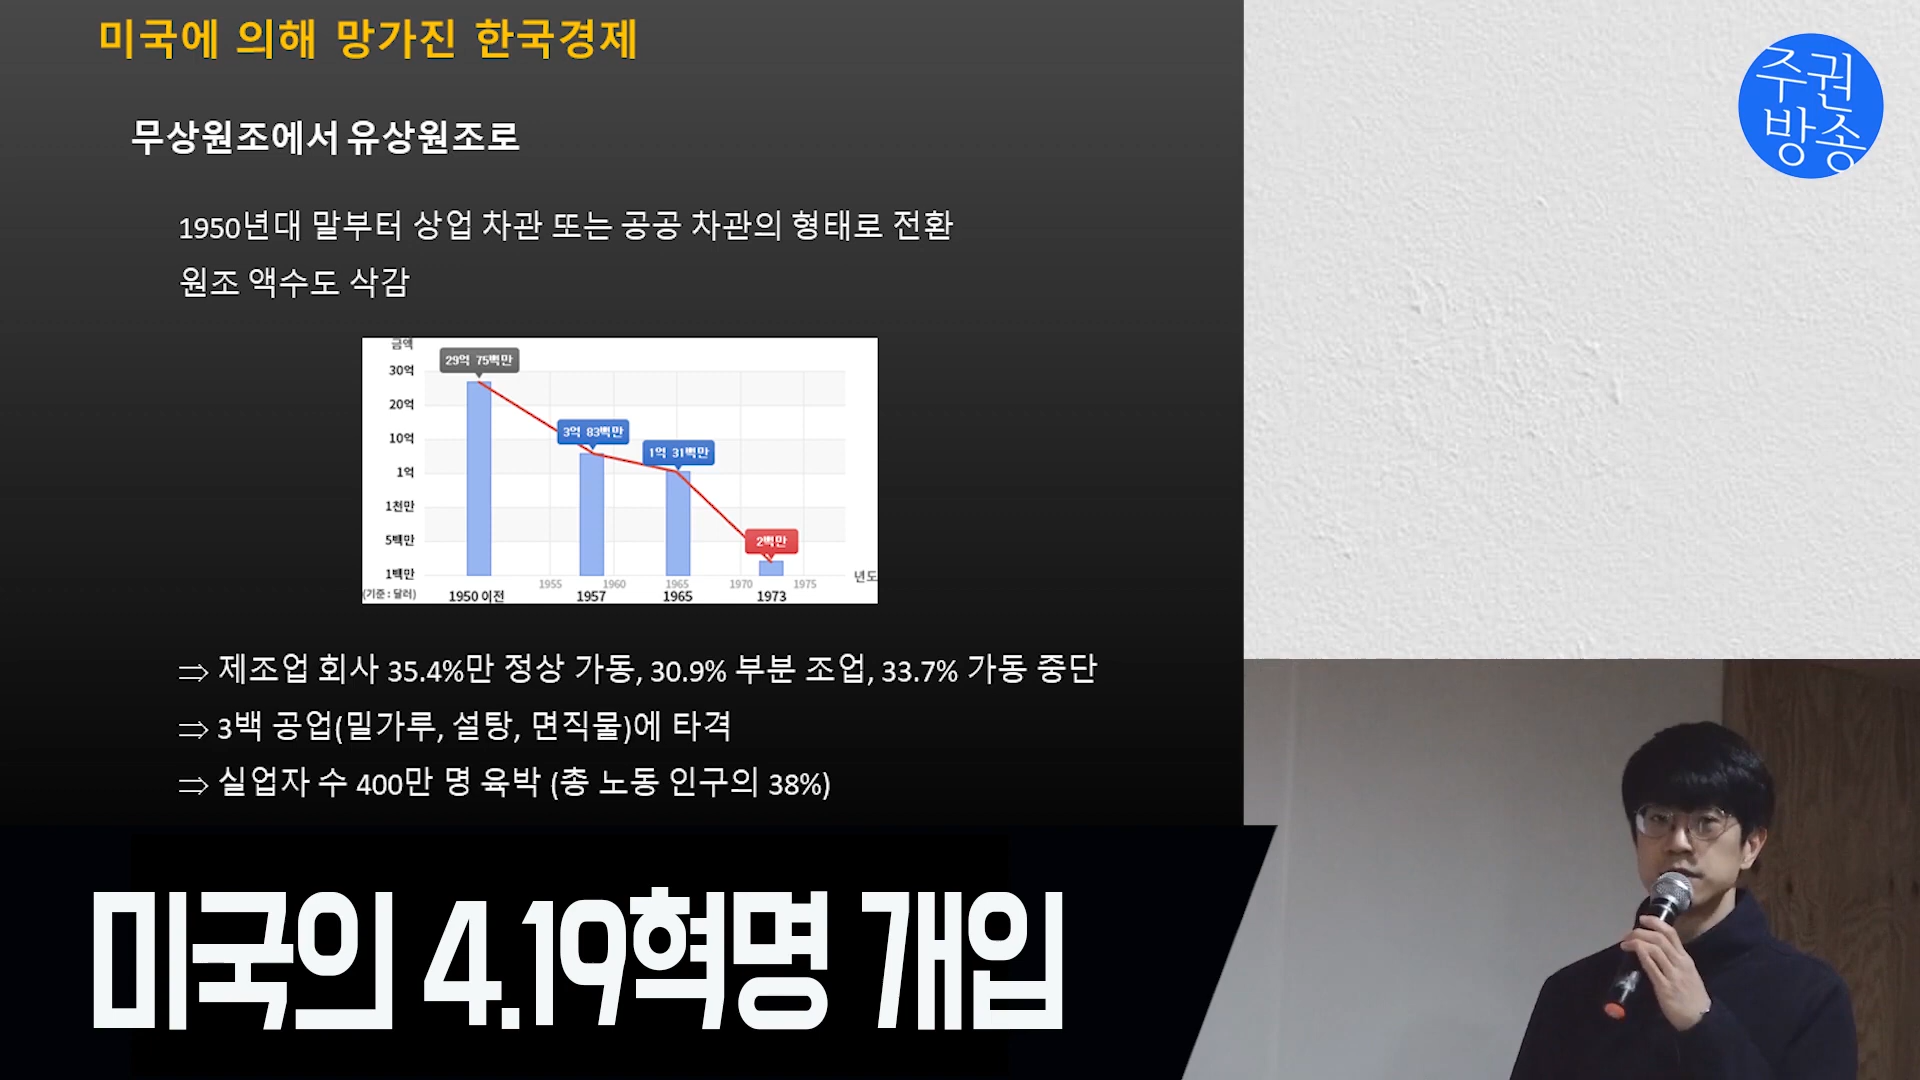 미국에 의해 망가진 한국경제
무상원조에서 유상원조로
1950년대 말부터 상업 차관 또는 공공 차관의 형태로 전환
원조 액수도 삭감
금액
30억
20억
10억
1억
1천만
5백만
1백만
(기준 : 달러)
29억 75백만
3억 83백만
1억 31백만
2백만
1955
1960
1965
1970
1975
년도
1950 이전
1957
1965
1973
⇒ 제조업 회사 35.4%만 정상 가동, 30.9% 부분 조업, 33.7% 가동 중단
⇒ 3백 공업(밀가루, 설탕, 면직물)에 타격
⇒ 실업자 수 400만 명 육박 (총 노동 인구의 38%)
주권
방송
미국의 4.19혁명 개입